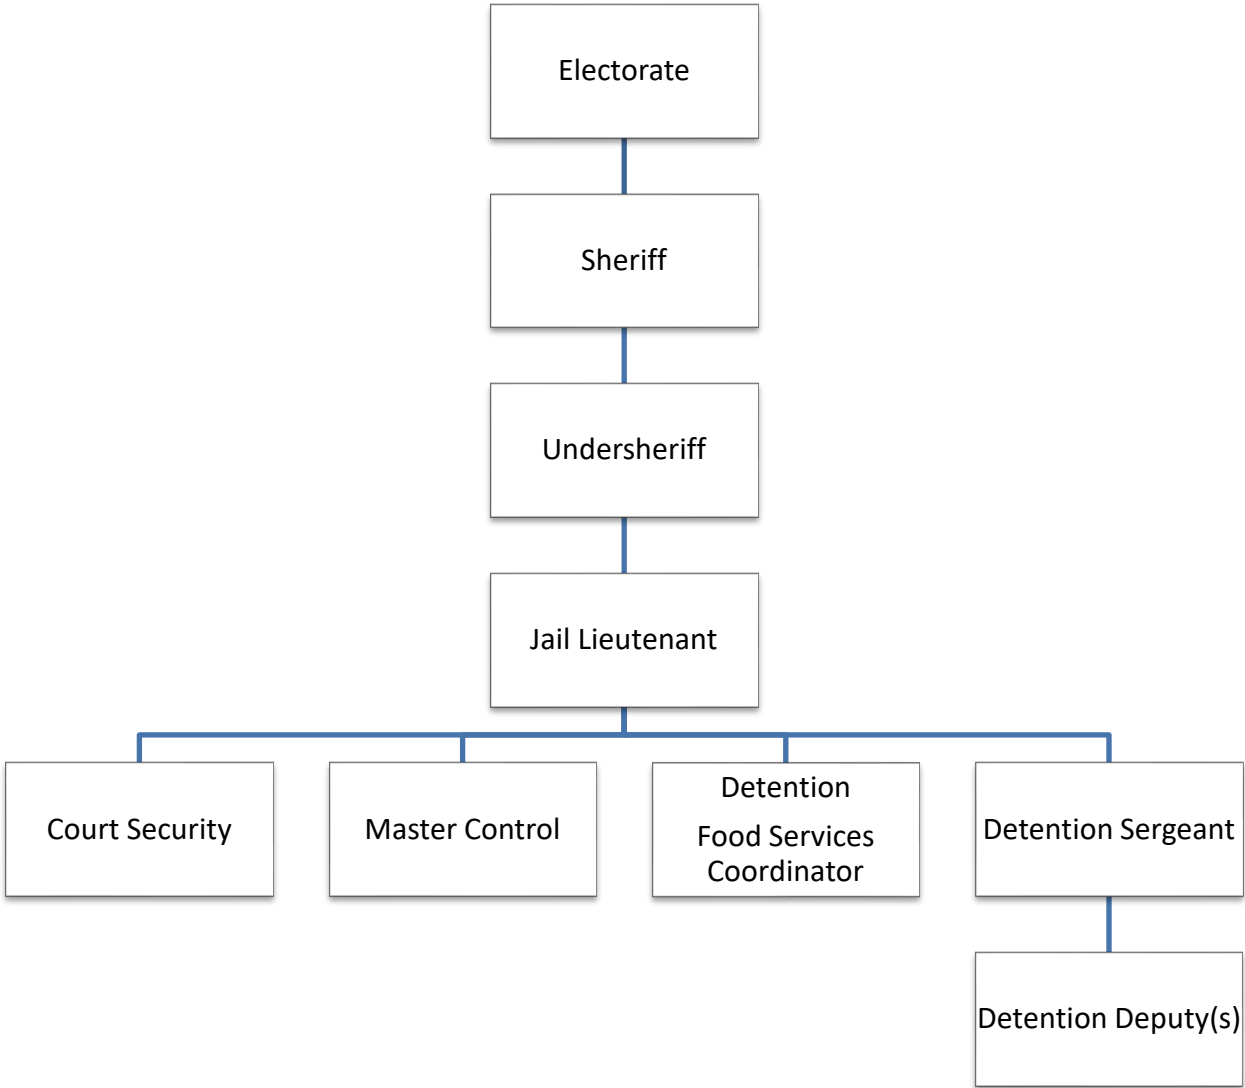 Electorate
Sheriff
Undersheriff
Jail Lieutenant
Court Security
Master Control
Detention
Food Services
Coordinator
Detention Sergeant
Detention Deputy(s)